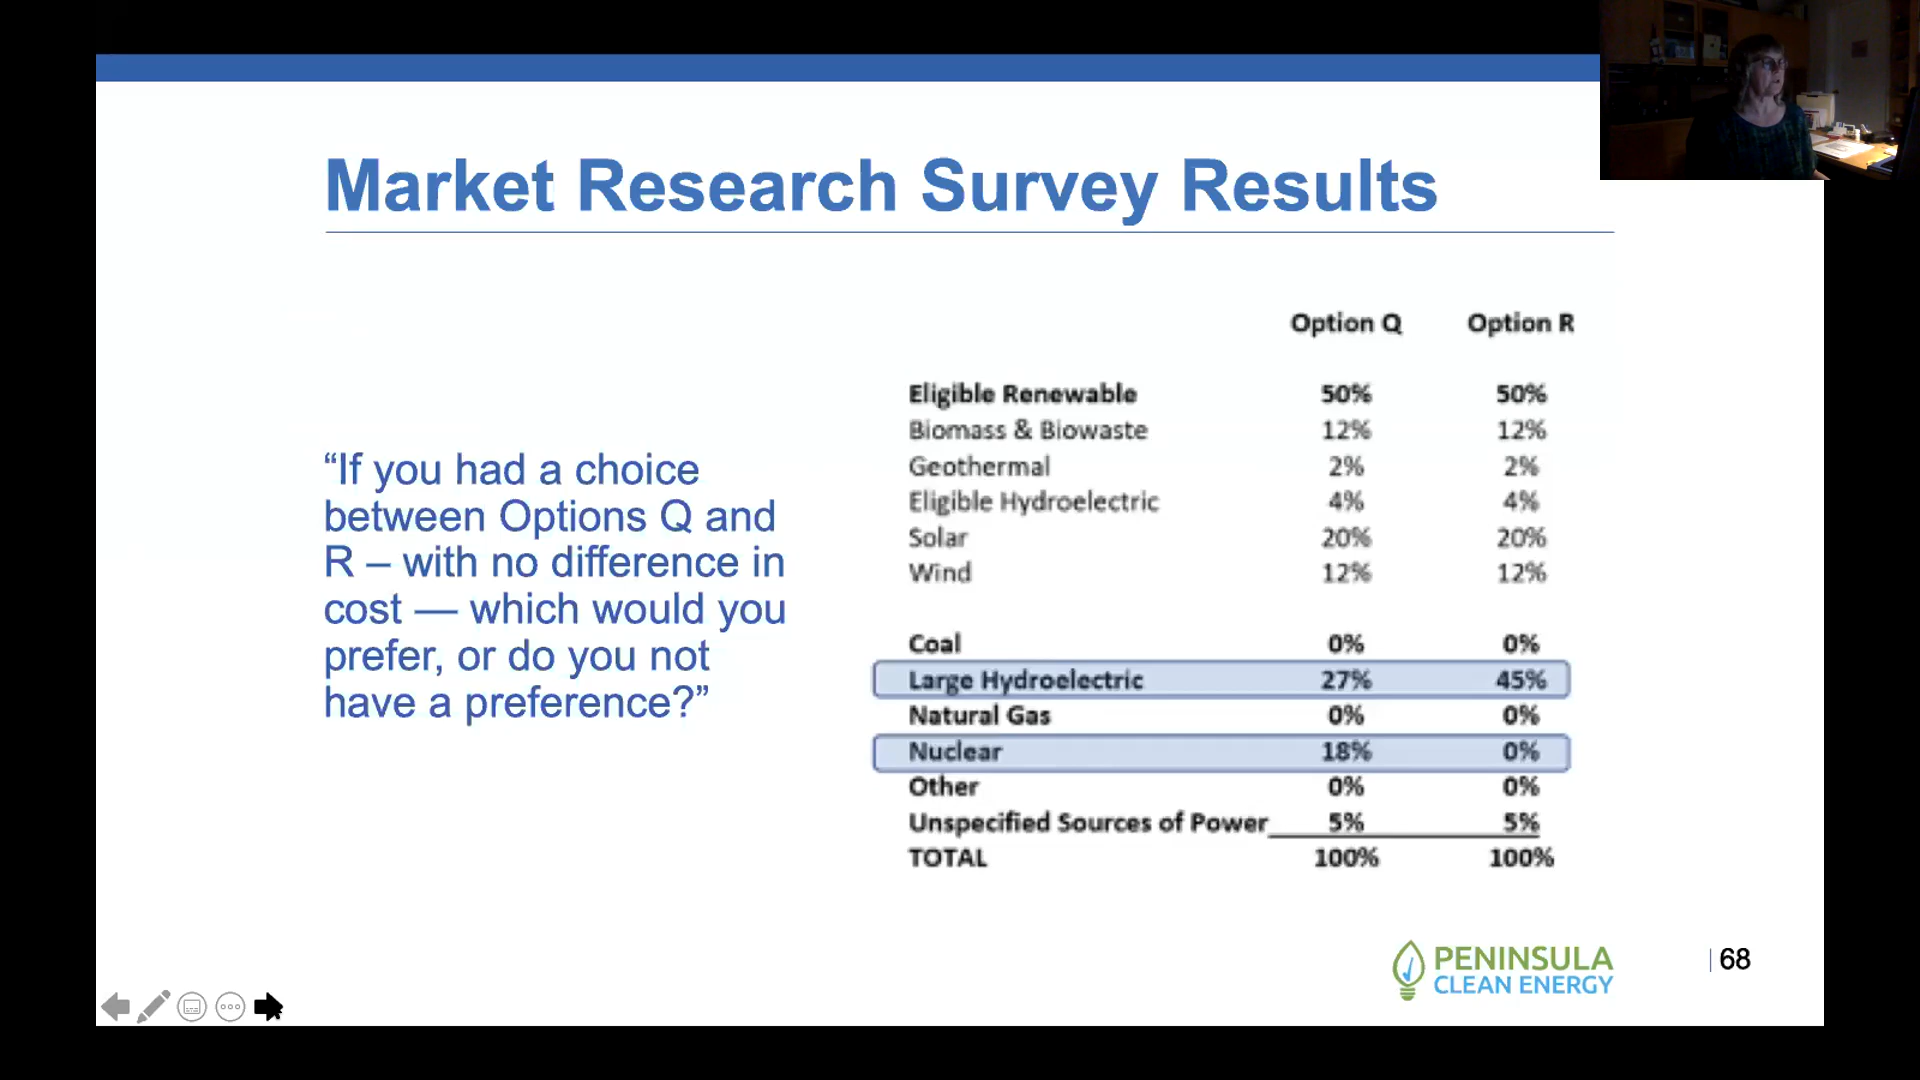 Market Research Survey Results
“If you had a choice
between Options Q and
R – with no difference in
cost — which would you
prefer, or do you not
have a preference?”
Option Q Option R
Eligible Renewable 50% 50%
Biomass & Biowaste 12% 12%
Geothermal 2% 2%
Eligible Hydroelectric 4% 4%
Solar 20% 20%
Wind 12% 12%
Coal 0% 0%
Large Hydroelectric 27% 45%
Natural Gas 0% 0%
Nuclear 18% 0%
Other 0% 0%
Unspecified Sources of Power 5% 5%
TOTAL 100% 100%
PENINSULA
CLEAN ENERGY
68